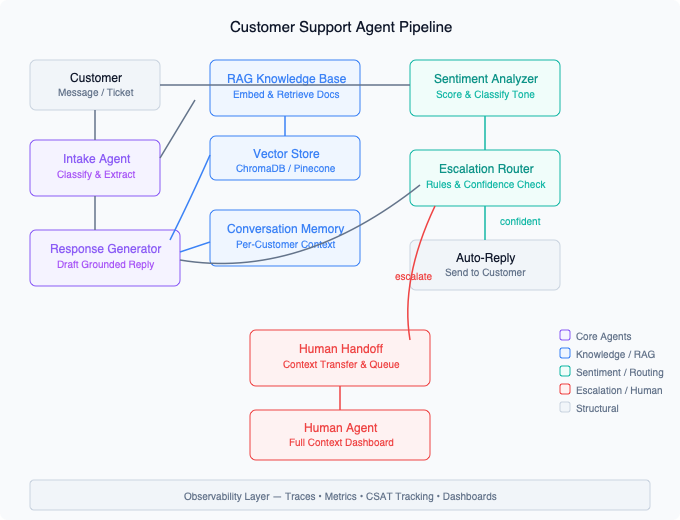 Customer Support Agent Pipeline
Customer
Message / Ticket
RAG Knowledge Base
Embed & Retrieve Docs
Sentiment Analyzer
Score & Classify Tone
Intake Agent
Classify & Extract
Vector Store
ChromaDB / Pinecone
Escalation Router
Rules & Confidence Check
Response Generator
Draft Grounded Reply
Conversation Memory
Per-Customer Context
confident
Auto-Reply
Send to Customer
escalate
Human Handoff
Context Transfer & Queue
Human Agent
Full Context Dashboard
Core Agents
Knowledge / RAG
Sentiment / Routing
Escalation / Human
Structural
Observability Layer — Traces • Metrics • CSAT Tracking • Dashboards